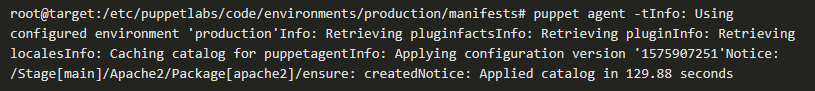 root@target:/etc/puppetlabs/code/environments/production/manifests# puppet agent -tInfo: Using
configured environment 'production'Info: Retrieving pluginfactsInfo: Retrieving pluginInfo: Retrieving
localesInfo: Caching catalog for puppetagentInfo: Applying configuration version '1575907251'Notice:
/Stage[main]/Apache2/Package[apache2]/ensure: createdNotice: Applied catalog in 129.88 seconds